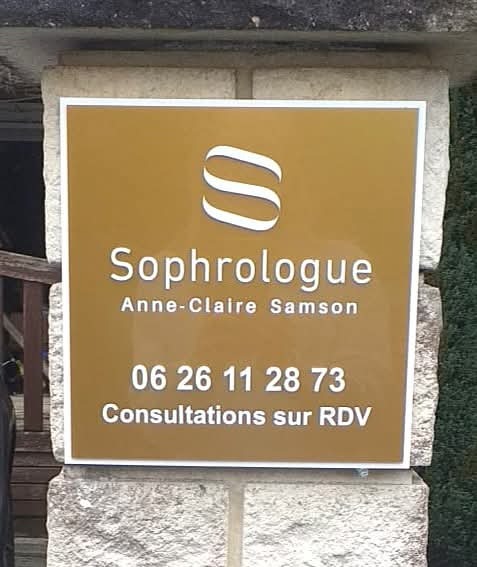 Sophrologue
Anne-Claire Samson
06 26 11 28 73
Consultations sur RDV